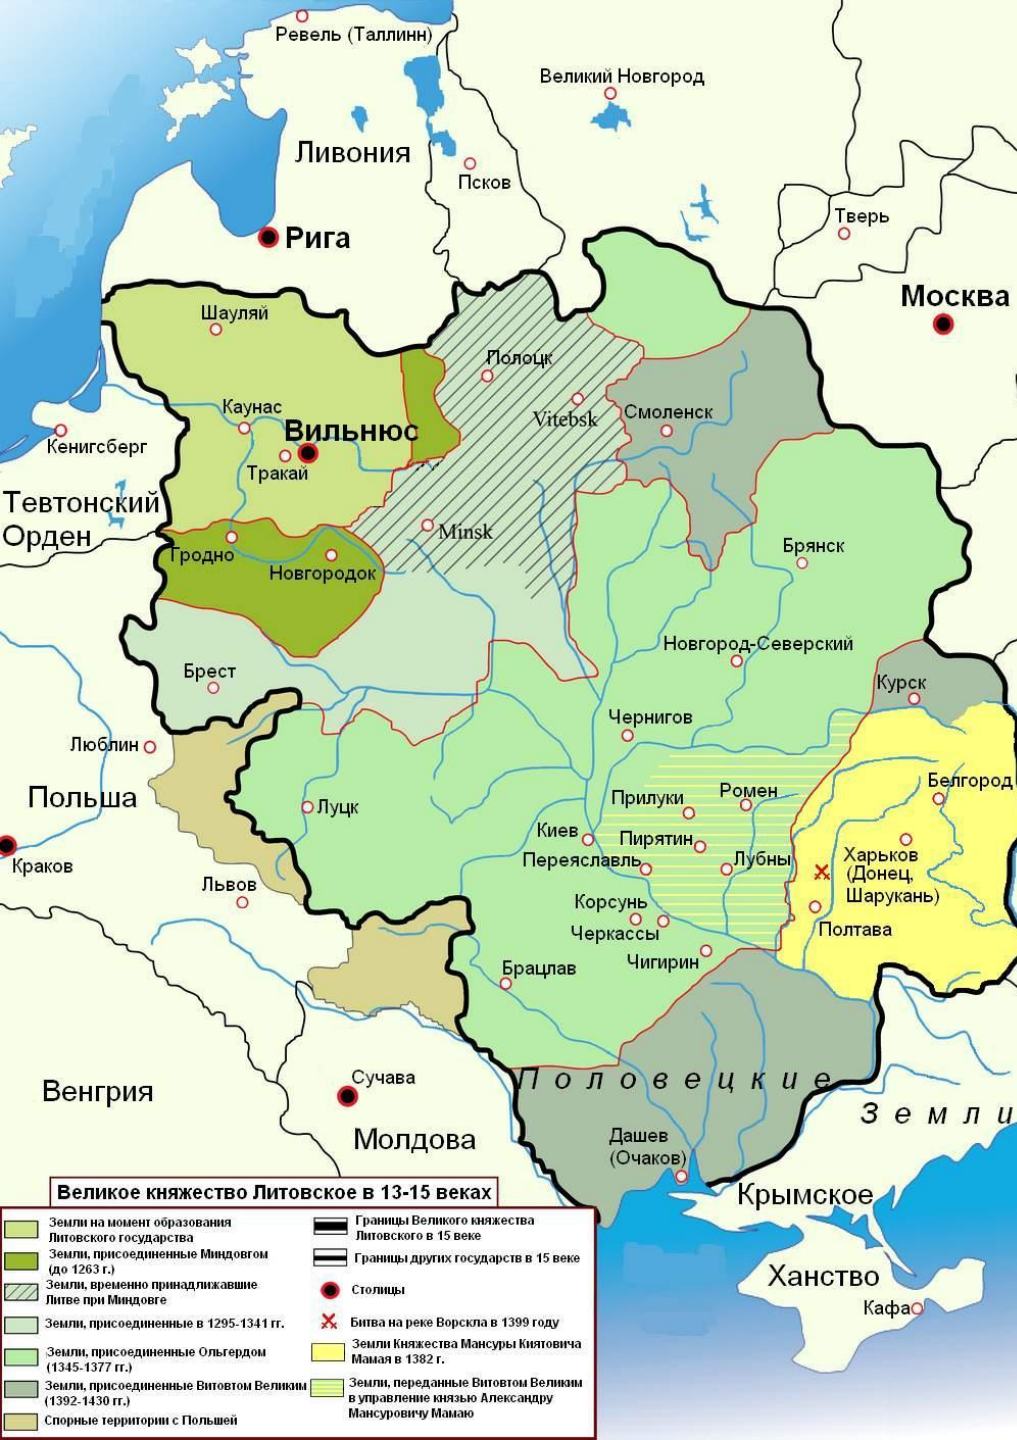 Ревель (Таллинн)
Великий Новгород
Ливония
Псков
Тверь
Рига
Москва
Шауляй
Полоцк
Каунас
Vitebsk
Смоленск
Вильнюс
Кенигсберг
Тракай
Тевтонский
Орден
Minsk
Гродно
Новгородок
Брянск
Новгород-Северский
Брест
Курск
Чернигов
Люблин
Польша
Луцк
Прилуки
Ромен
Белгород
Киев
Пирятин
Переяславль
Лубны
Харьков
(Донец,
Шарукань)
Краков
Львов
Корсунь
Черкассы
Полтава
Чигирин
Брацлав
Венгрия
Сучава
Половецкие
Земли
Молдова
Дашев
(Очаков)
Крымское
Ханство
Кафа
Великое княжество Литовское в 13-15 веках
Земли на момент образования
Литовского государства
Земли, присоединенные Миндовгом
(до 1263 г.)
Земли, временно принадлижавшие
Литве при Миндовге
Земли, присоединенные в 1295-1341 гг.
Земли, присоединенные Ольгердом
(1345-1377 гг.)
Земли, присоединенные Витовтом Великим
(1392-1430 гг.)
Спорные территории с Польшей
Границы Великого княжества
Литовского в 15 веке
Границы других государств в 15 веке
Столицы
Битва на реке Ворскла в 1399 году
Земли Княжества Мансуры Киятовича
Мамая в 1382 г.
Земли, переданные Витовтом Великим
в управление князью Александру
Мансуровичу Мамаю